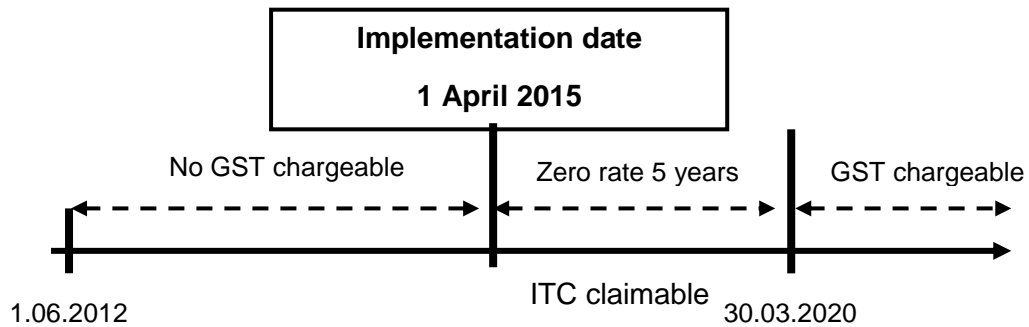 Implementation date
1 April 2015
No GST chargeable
Zero rate 5 years
GST chargeable
ITC claimable
1.06.2012
30.03.2020